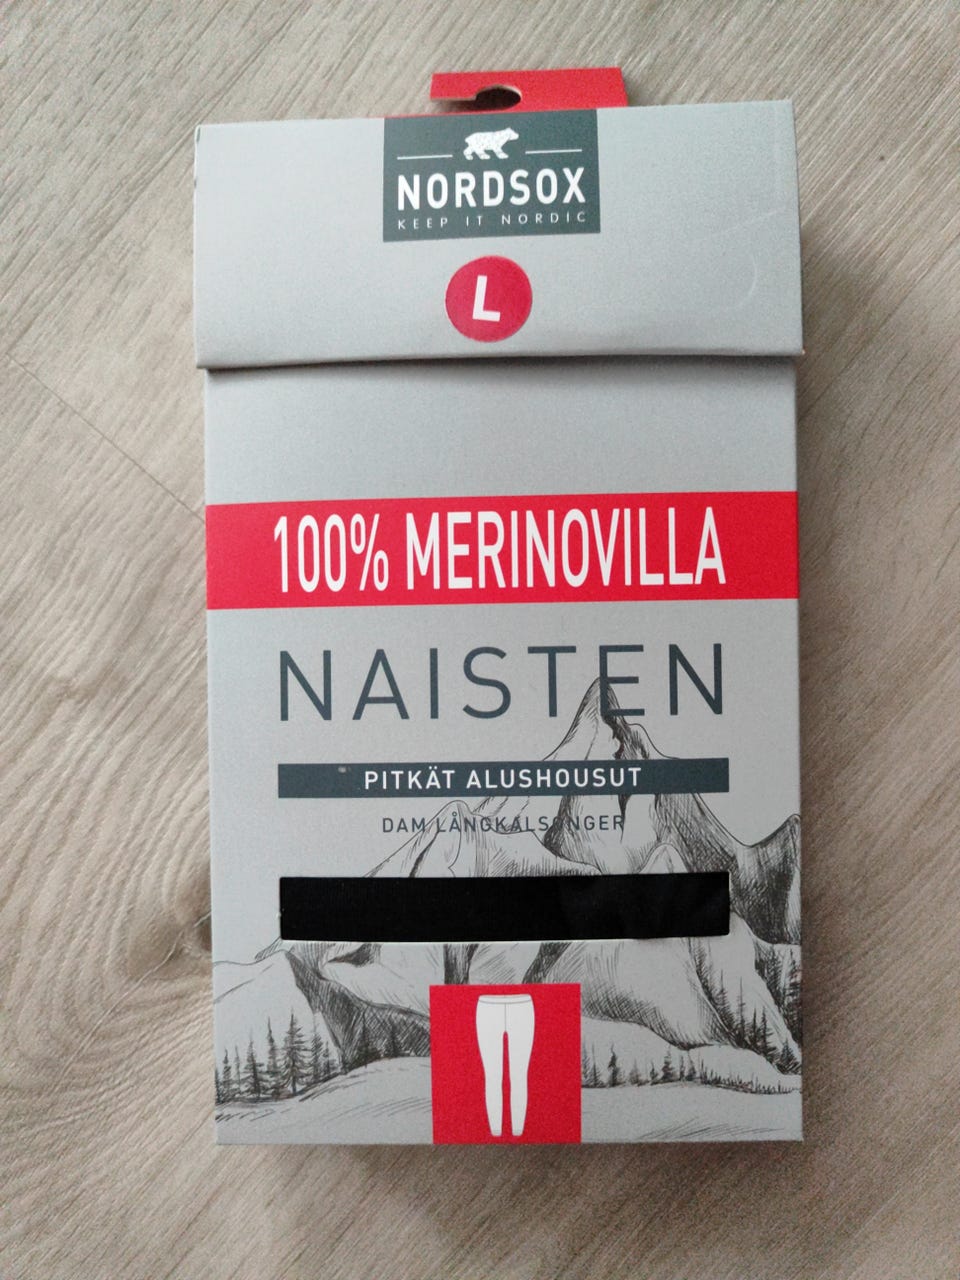 NORDSOX
KEEP IT NORDIC
L
100% MERINOVILLA
NAISTEN
PITKÄT ALUSHOUSUT
DAM LÅNGKALSONGER